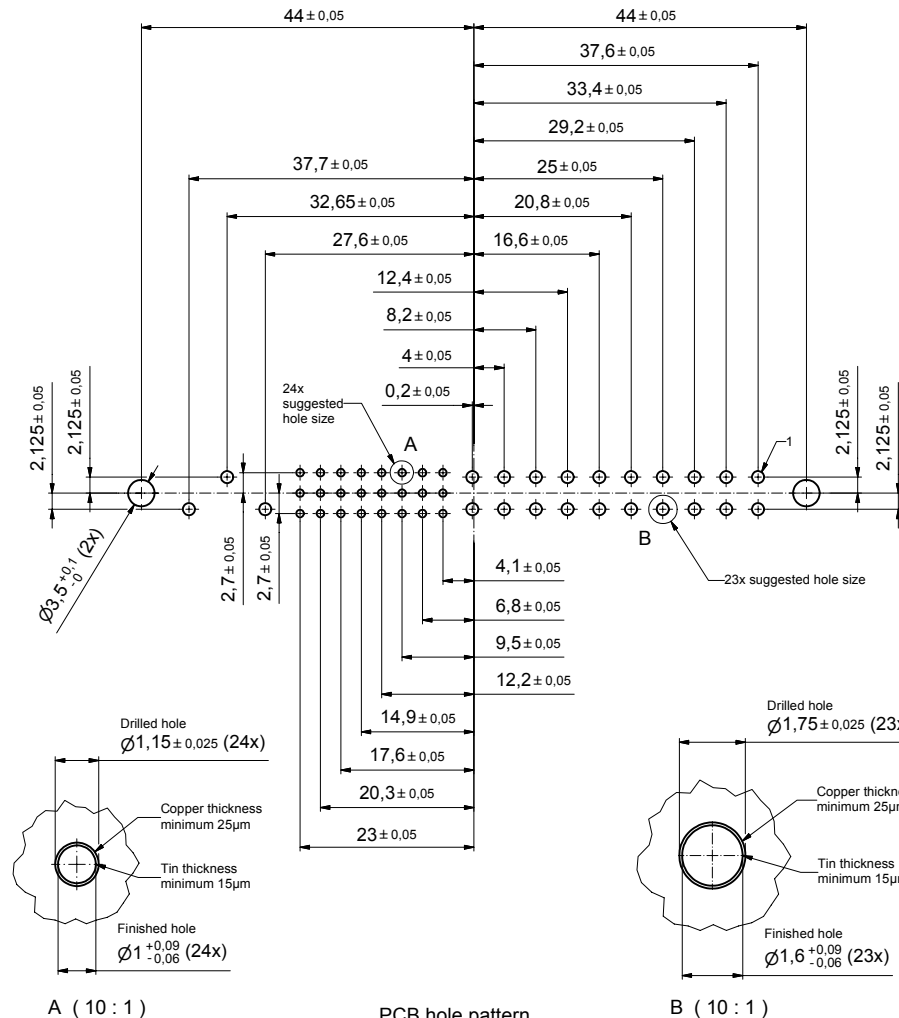 44 ± 0,05
44 ± 0,05
37,6 ± 0,05
33,4 ± 0,05
29,2 ± 0,05
37,7 ± 0,05
25 ± 0,05
32,65 ± 0,05
20,8 ± 0,05
27,6 ± 0,05
16,6 ± 0,05
12,4 ± 0,05
8,2 ± 0,05
4 ± 0,05
0,2 ± 0,05
24x
suggested
hole size
A
1
2,125 ± 0,05
2,125 ± 0,05
2,125 ± 0,05
2,125 ± 0,05
Ø3,5 +0,1 -0 (2x)
2,7 ± 0,05
2,7 ± 0,05
B
23x suggested hole size
4,1 ± 0,05
6,8 ± 0,05
9,5 ± 0,05
12,2 ± 0,05
14,9 ± 0,05
17,6 ± 0,05
20,3 ± 0,05
23 ± 0,05
Drilled hole
Ø1,15 ± 0,025 (24x)
Copper thickness
minimum 25µm
Tin thickness
minimum 15µm
Finished hole
Ø1 +0,09 -0,06 (24x)
A ( 10 : 1 )
Drilled hole
Ø1,75 ± 0,025 (23x
Copper thickne
minimum 25µm
Tin thickness
minimum 15µm
Finished hole
Ø1,6 +0,09 -0,06 (23x)
B ( 10 : 1 )
PCB hole pattern